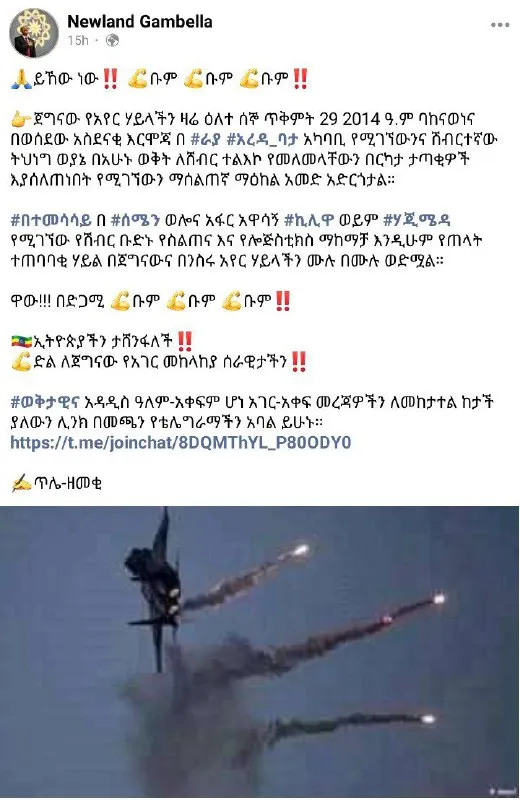 Newland Gambella
15h ·
🙏ይኸው ነው‼️ 💪ቡም 💪ቡም 💪ቡም‼️
👉ጀግናው የአየር ሃይላችን ዛሬ ዕለተ ሰኞ ጥቅምት 29 2014 ዓ.ም ባከናወነና
በወሰደው አስደናቂ እርሞጃ በ #ራያ #አረዳ_ባታ አካባቢ የሚገኘውንና ሽብርተኛው
ትህነግ ወያኔ በአሁኑ ወቅት ለሽብር ተልእኮ የመለመላቸውን በርካታ ታጣቂዎች
እያሰለጠነበት የሚገኘውን ማሰልጠኛ ማዕከል አመድ አድርጎታል።
#በተመሳሳይ በ #ሰሜን ወሎና አፋር አዋሳኝ #ኪሊዋ ወይም #ሃጂሜዳ
የሚገኘው የሽብር ቡድኑ የስልጠና እና የሎጅስቲክስ ማከማቻ እንዲሁም የጠላት
ተጠባባቂ ሃይል በጀግናውና በንስሩ አየር ሃይላችን ሙሉ በሙሉ ወድሟል።
ዋው!!! በድጋሚ 💪ቡም 💪ቡም 💪ቡም‼️
🇪🇹ኢትዮጵያችን ታሸንፋለች‼️
💪ድል ለጀግናው የአገር መከላከያ ሰራዊታችን‼️
#ወቅታዊና አዳዲስ ዓለም-አቀፍም ሆነ አገር-አቀፍ መረጃዎችን ለመከታተል ከታች
ያለውን ሊንክ በመጫን የቴሌግራማችን አባል ይሁኑ።
https://t.me/joinchat/8DQMThYL_P80ODY0
✍️ጥሌ-ዘመቂ